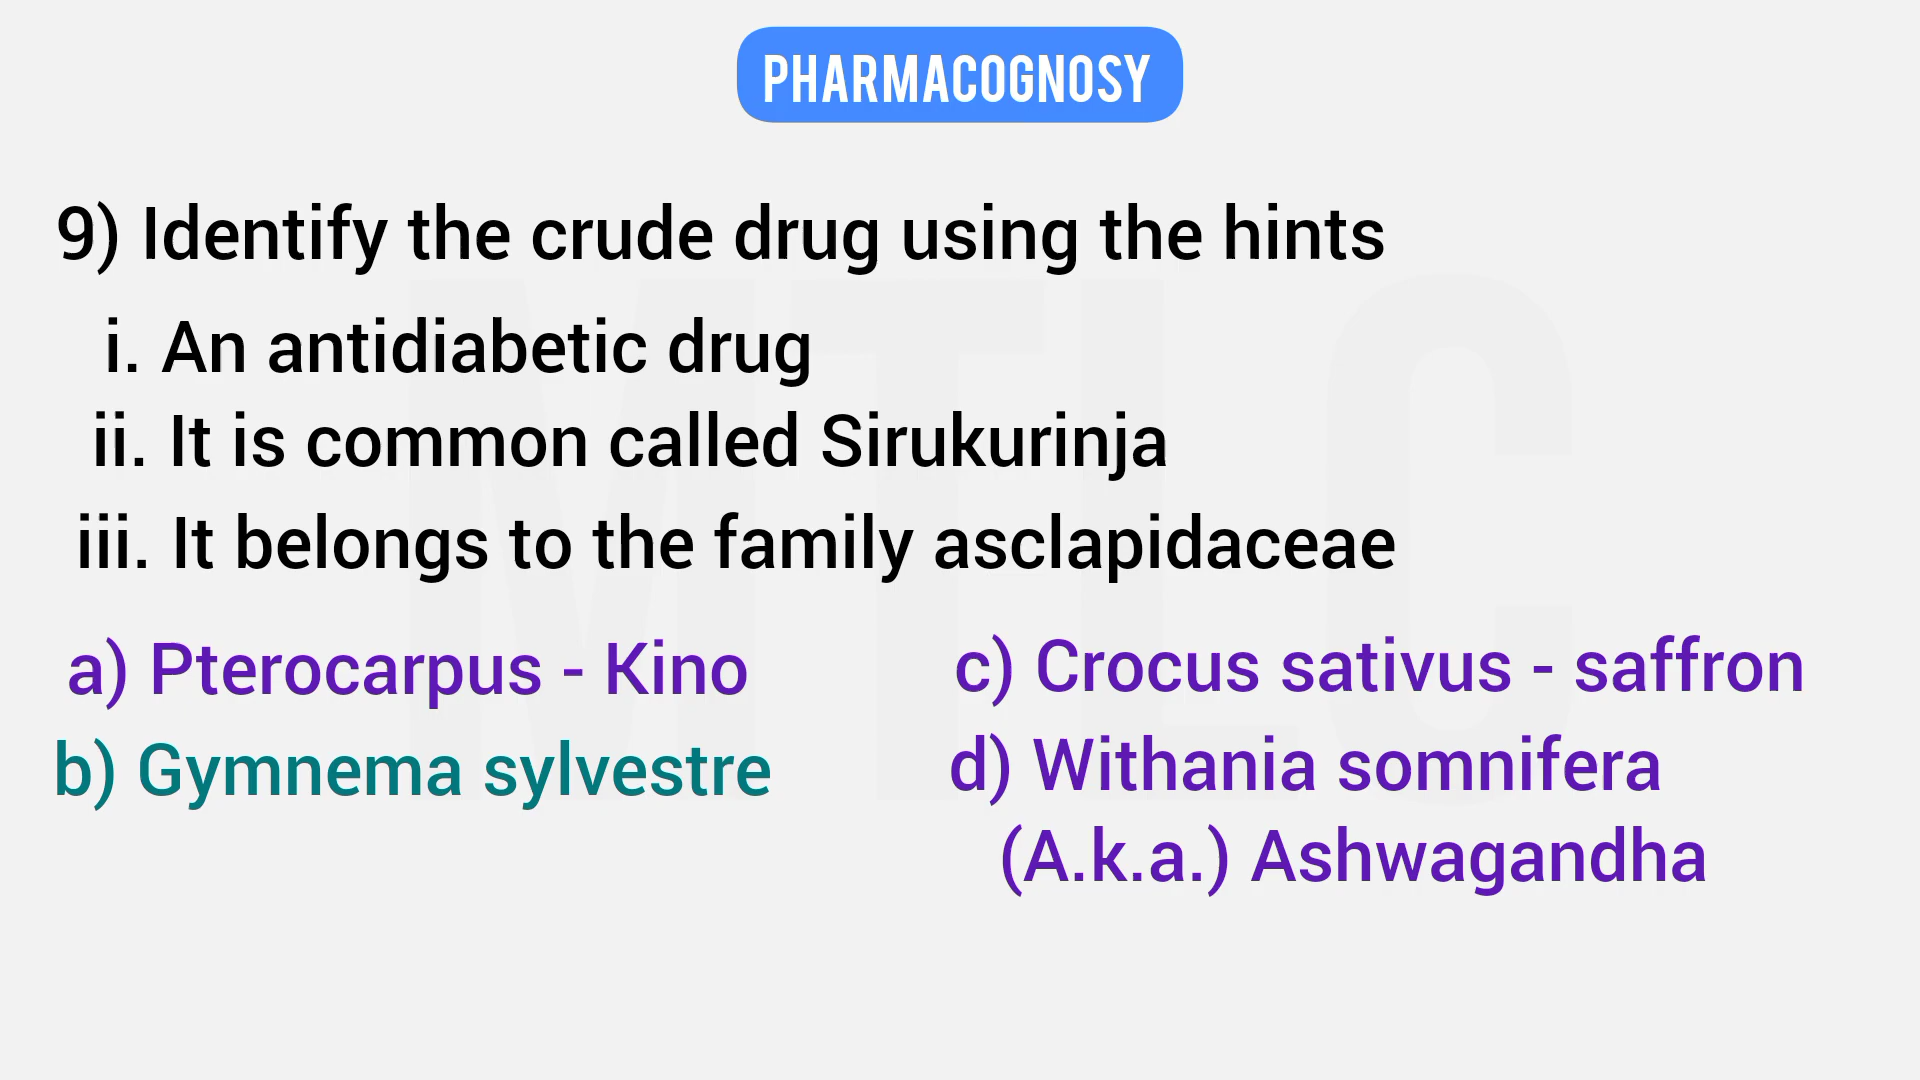 PHARMACOGNOSY
9) Identify the crude drug using the hints
i. An antidiabetic drug
ii. It is common called Sirukurinja
iii. It belongs to the family asclapidaceae
a) Pterocarpus - Kino
b) Gymnema sylvestre
c) Crocus sativus - saffron
d) Withania somnifera
(A.k.a.) Ashwagandha
MTLC